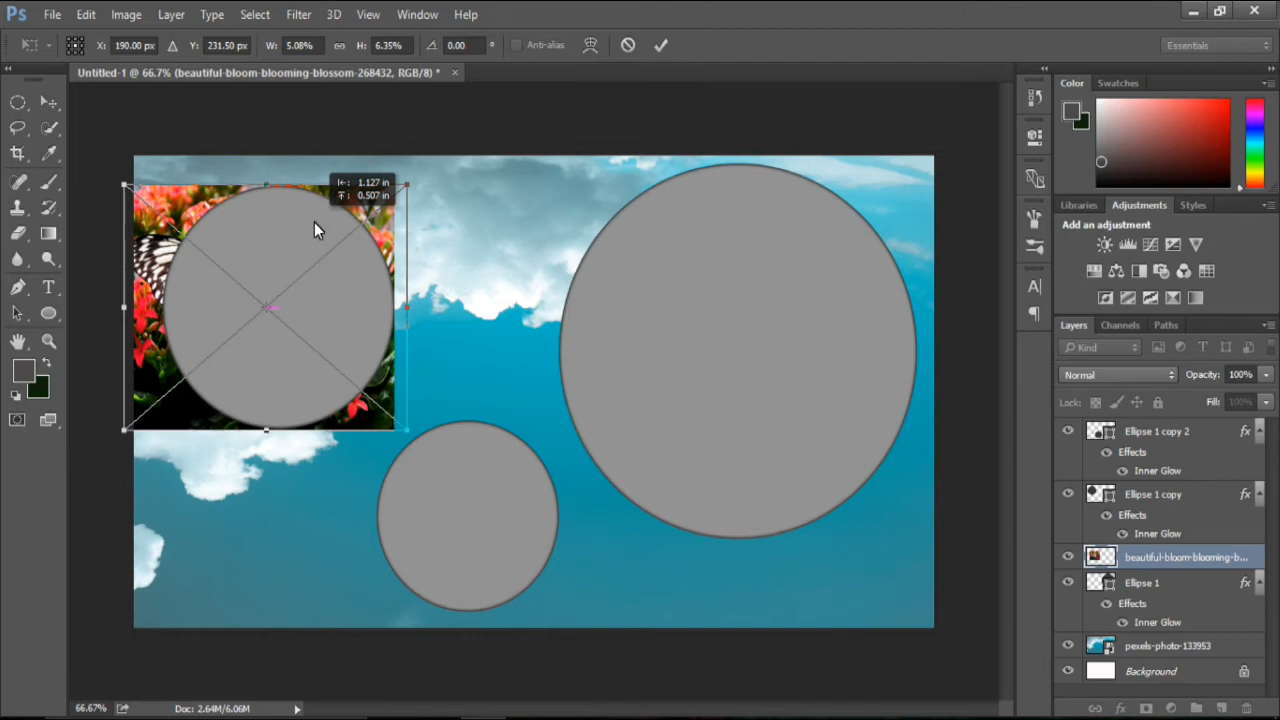 Ps File Edit Image Layer Type Select Filter 3D View Window Help
X: 190.00 px Y: 231.50 px W: 5.08% H: 6.35% 0.00 ° Anti-alias Essentials
Untitled-1 @ 66.7% (beautiful-bloom-blooming-blossom-268432, RGB/8) * ×
Color Swatches
1.127 in
0.507 in
Libraries Adjustments Styles
Add an adjustment
Layers Channels Paths
Kind
Normal Opacity: 100%
Lock: Fill: 100%
Ellipse 1 copy 2 fx
Effects
Inner Glow
Ellipse 1 copy fx
Effects
Inner Glow
beautiful-bloom-blooming-b...
Ellipse 1 fx
Effects
Inner Glow
pexels-photo-133953
Background
66.67% Doc: 2.64M/6.06M